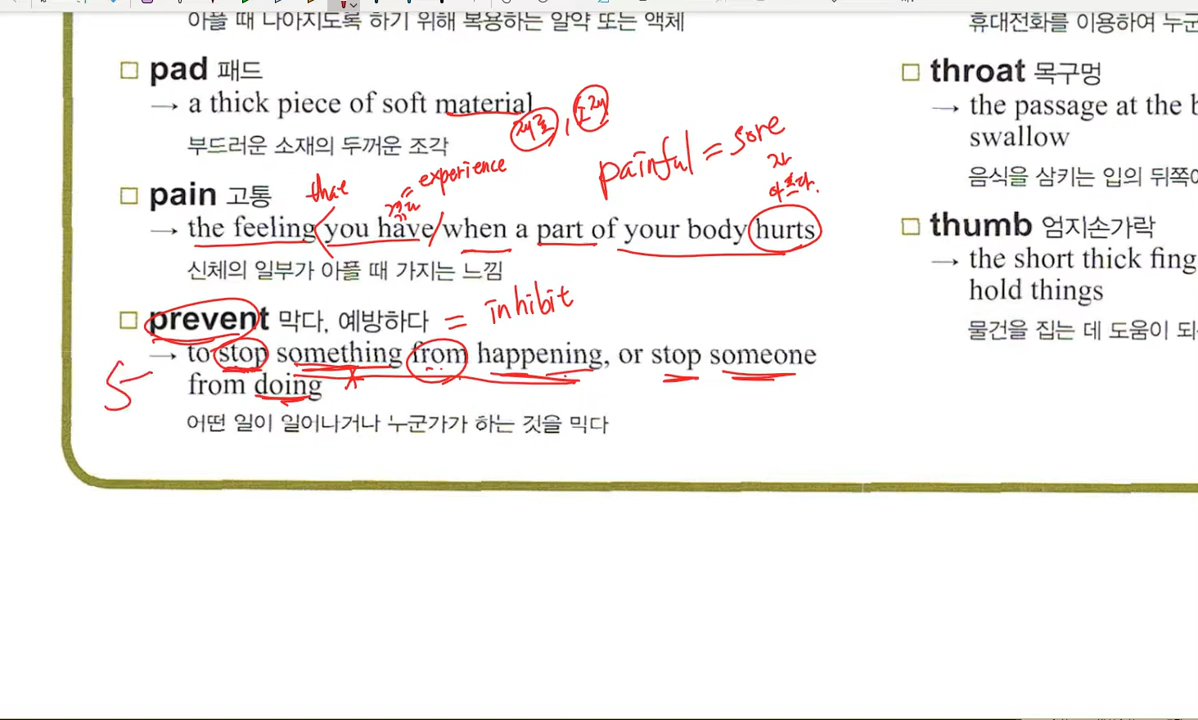 아플 때 나아지도록 하기 위해 복용하는 알약 또는 액체
pad 패드
→ a thick piece of soft material
재료, 소재
부드러운 소재의 두꺼운 조각
painful = sore
pain 고통
that
= experience
→ the feeling you have when a part of your body hurts
신체의 일부가 아플 때 가지는 느낌
prevent 막다, 예방하다 = inhibit
→ to stop something from happening, or stop someone
from doing
5
어떤 일이 일이나거나 누군가가 하는 것을 믹다
휴대전화를 이용하여 누군
throat 목구멍
→ the passage at the b
swallow
음식을 삼키는 입의 뒤쪽에
thumb 엄지손가락
→ the short thick fing
hold things
물건을 집는 데 도움이 되